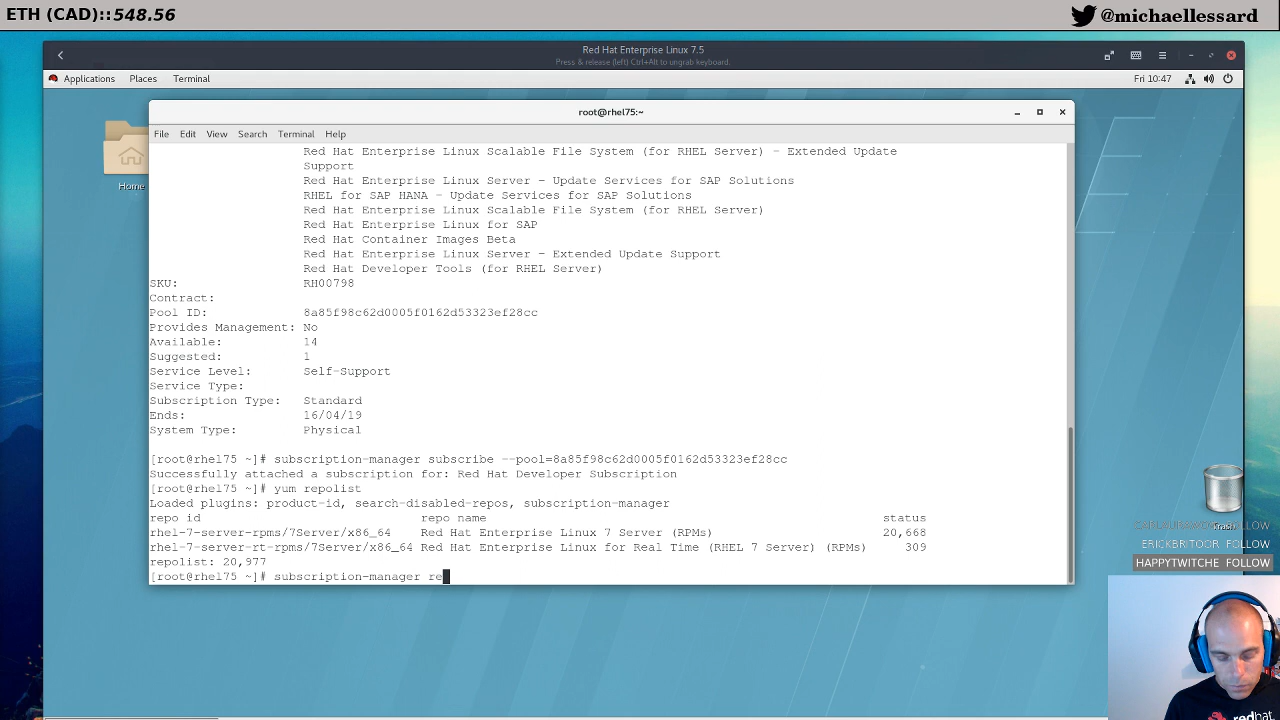 ETH (CAD)::548.56
@michaellessard
Red Hat Enterprise Linux 7.5
Press & release (left) Ctrl+Alt to ungrab keyboard.
Applications Places Terminal
Fri 10:47
root@rhel75:~
File Edit View Search Terminal Help
Home
Red Hat Enterprise Linux Scalable File System (for RHEL Server) - Extended Update
Support
Red Hat Enterprise Linux Server - Update Services for SAP Solutions
RHEL for SAP HANA - Update Services for SAP Solutions
Red Hat Enterprise Linux Scalable File System (for RHEL Server)
Red Hat Enterprise Linux for SAP
Red Hat Container Images Beta
Red Hat Enterprise Linux Server - Extended Update Support
Red Hat Developer Tools (for RHEL Server)
SKU: RH00798
Contract:
Pool ID: 8a85f98c62d0005f0162d53323ef28cc
Provides Management: No
Available: 14
Suggested: 1
Service Level: Self-Support
Service Type:
Subscription Type: Standard
Ends: 16/04/19
System Type: Physical
[root@rhel75 ~]# subscription-manager subscribe --pool=8a85f98c62d0005f0162d53323ef28cc
Successfully attached a subscription for: Red Hat Developer Subscription
[root@rhel75 ~]# yum repolist
Loaded plugins: product-id, search-disabled-repos, subscription-manager
repo id repo name status
rhel-7-server-rpms/7Server/x86_64 Red Hat Enterprise Linux 7 Server (RPMs) 20,668
rhel-7-server-rt-rpms/7Server/x86_64 Red Hat Enterprise Linux for Real Time (RHEL 7 Server) (RPMs) 309
repolist: 20,977
[root@rhel75 ~]# subscription-manager re
Trash
FOLLOW
ERICKBRITOOR FOLLOW
HAPPYTWITCHE FOLLOW
redhat